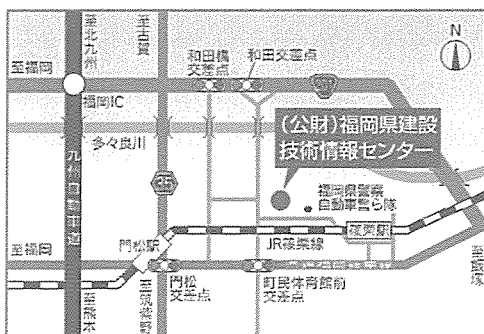 至北九州
至古賀
至福岡
和田橋
交差点
和田交差点
N
福岡IC
多々良川
(公財)福岡県建設
技術情報センター
35
九州自動車道
福岡県警察
自動車警ら隊
門松駅
篠栗駅
JR篠栗線
至福岡
門松
交差点
町民体育館前
交差点
至熊本
至筑紫野
至飯塚